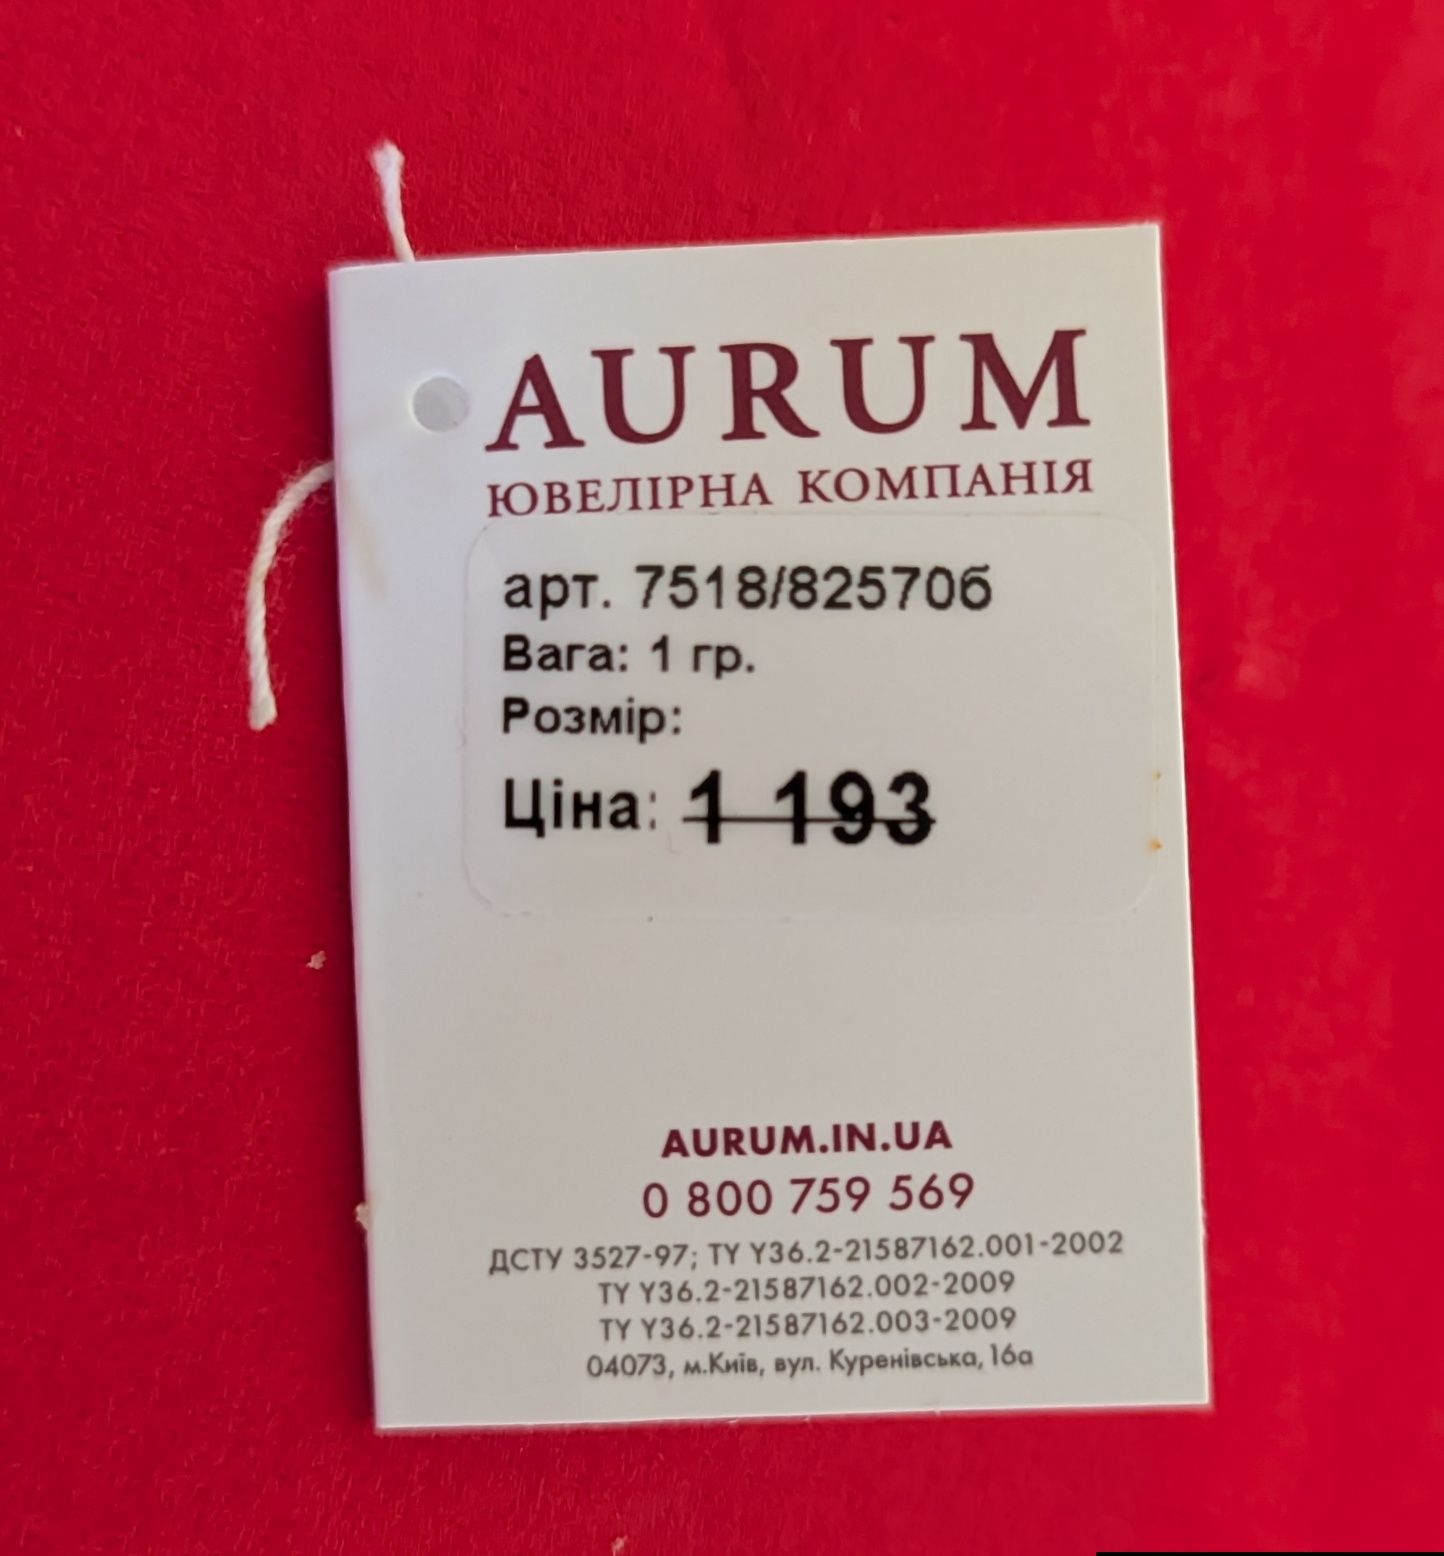 AURUM
ЮВЕЛІРНА КОМПАНІЯ
арт. 7518/82570б
Вага: 1 гр.
Розмір:
Ціна: 1 193
AURUM.IN.UA
0 800 759 569
ДСТУ 3527-97; ТУ У36.2-21587162.001-2002
ТУ У36.2-21587162.002-2009
ТУ У36.2-21587162.003-2009
04073, м.Київ, вул. Куренівська, 16а